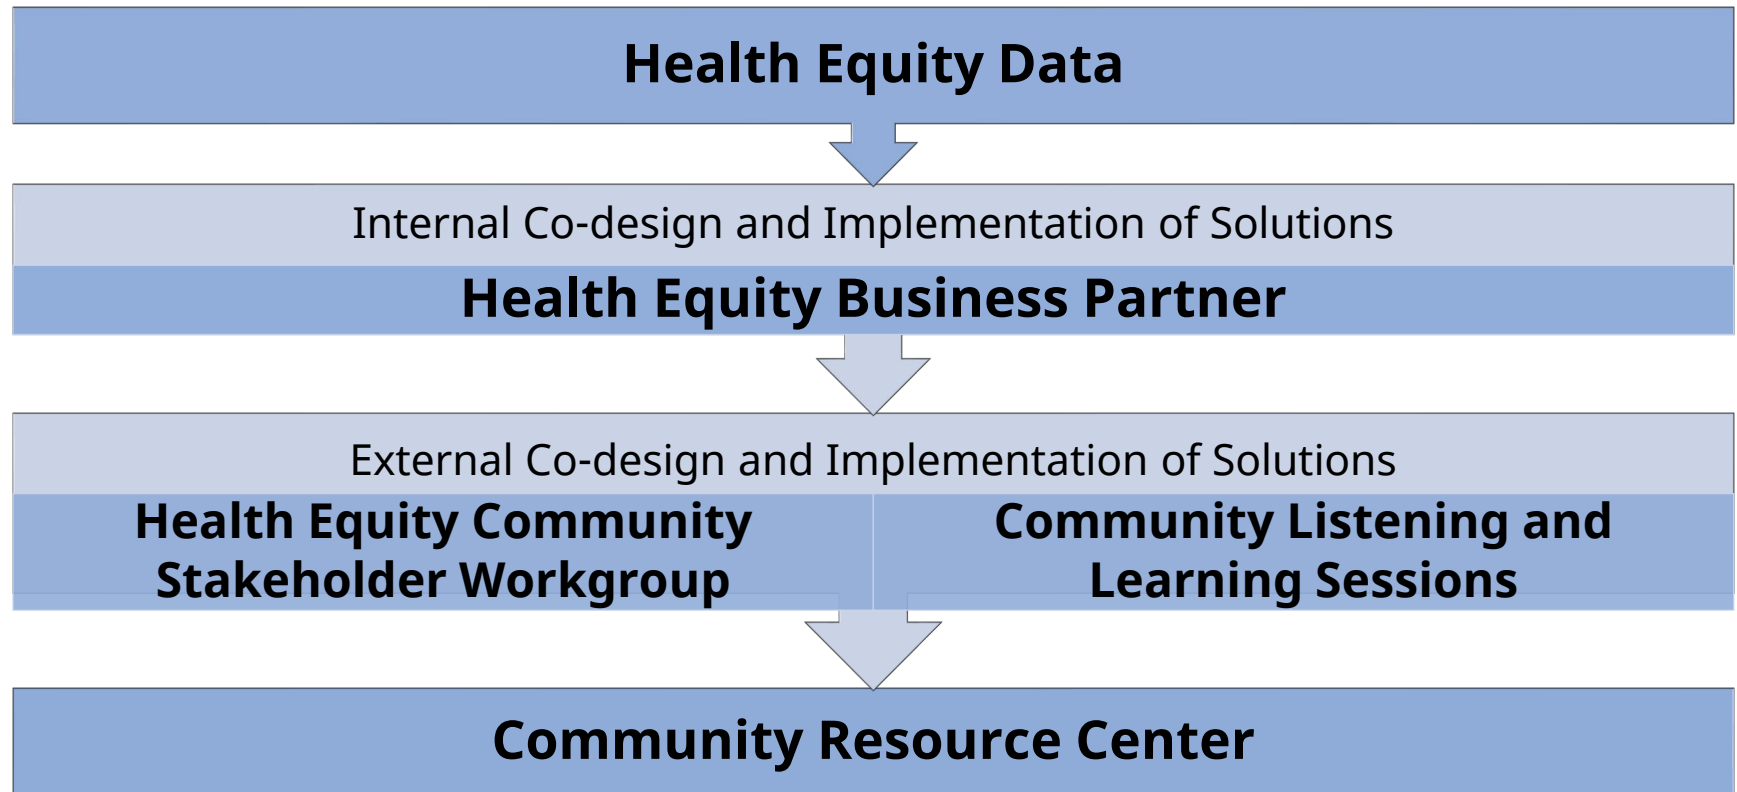 Health Equity Data
Internal Co-design and Implementation of Solutions
Health Equity Business Partner
External Co-design and Implementation of Solutions
Health Equity Community
Stakeholder Workgroup
Community Listening and
Learning Sessions
Community Resource Center